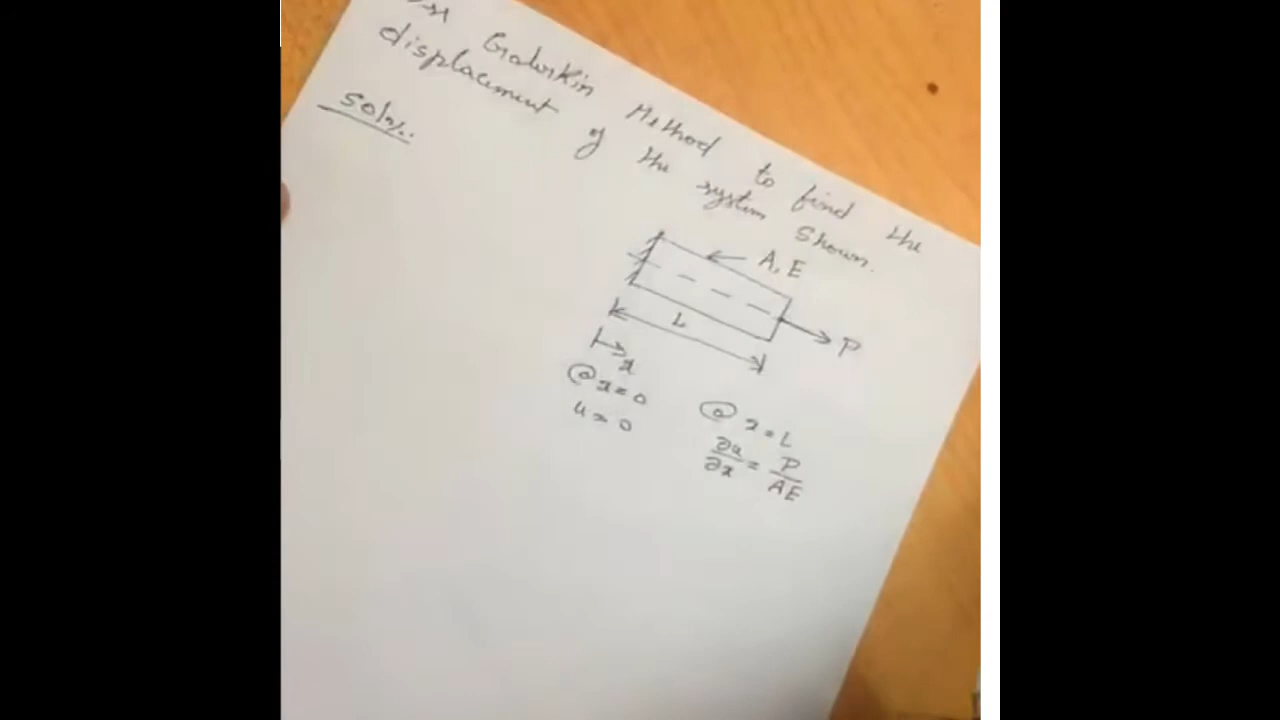 Galerkin Method to find the
displacement of the system shown.
Soln:
A, E
L
P
x
@ x = 0
u = 0
@ x = L
∂u/∂x = P/AE